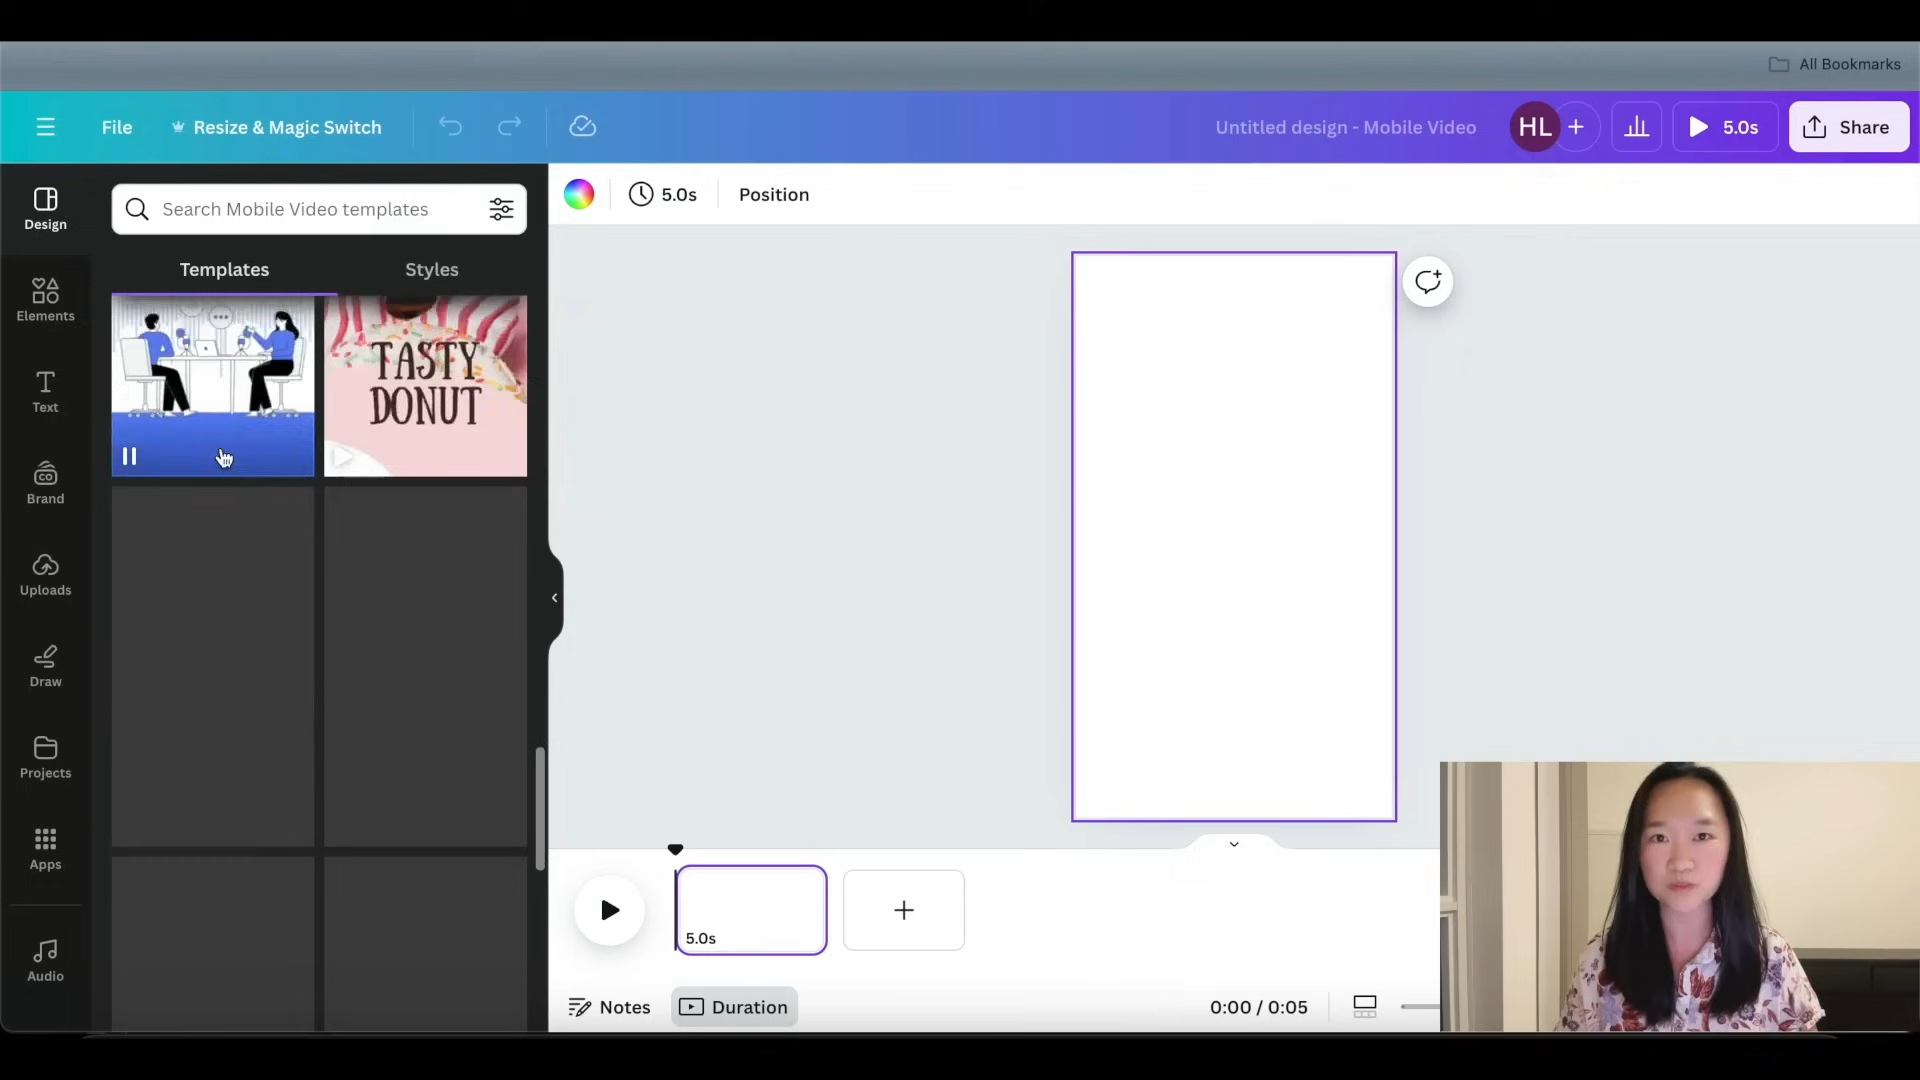 All Bookmarks
File
Resize & Magic Switch
Untitled design - Mobile Video
HL
+
5.0s
Share
Design
Search Mobile Video templates
5.0s
Position
Templates
Styles
Elements
TASTY
DONUT
Text
Brand
CO
Uploads
Draw
Projects
Apps
5.0s
+
Audio
Notes
Duration
0:00 / 0:05